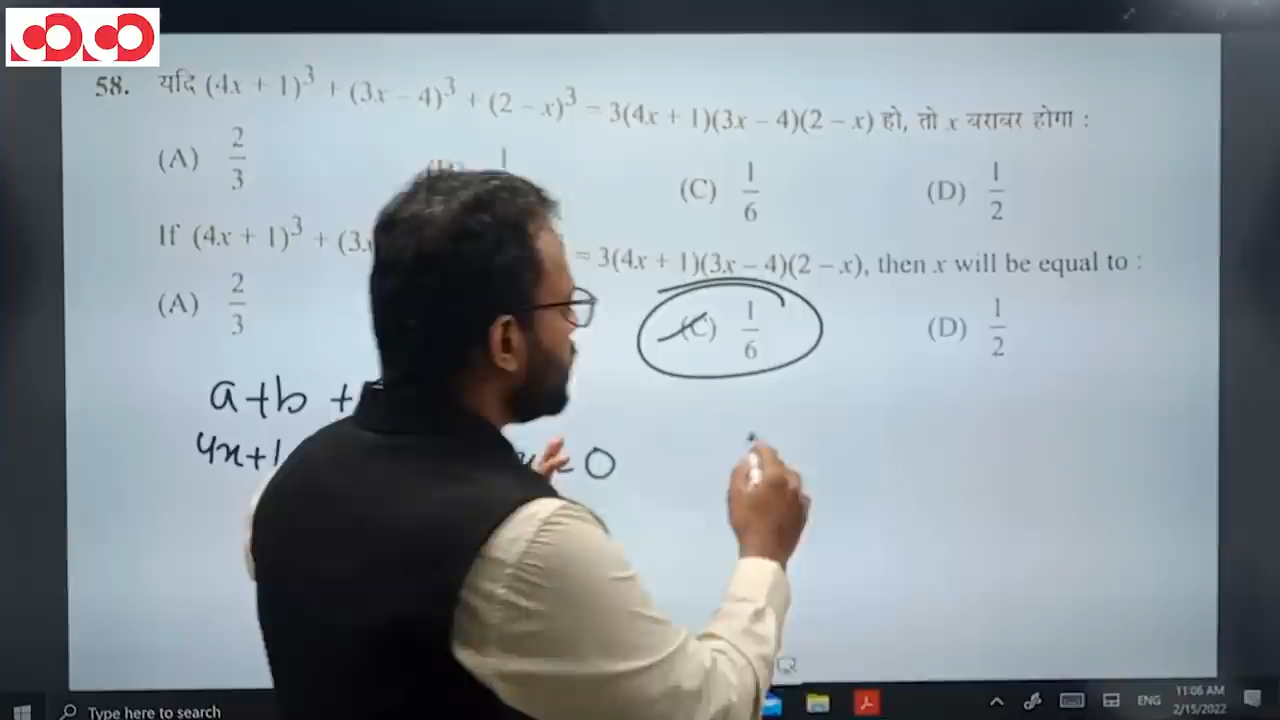 58. यदि (4x + 1)³ + (3x – 4)³ + (2 – x)³ = 3(4x + 1)(3x – 4)(2 – x) हो, तो x बराबर होगा :
(A) 2/3 1 (C) 1/6 (D) 1/2
If (4x + 1)³ + (3x = 3(4x + 1)(3x – 4)(2 – x), then x will be equal to :
(A) 2/3 (C) 1/6 (D) 1/2
a+b +
4x+1 = 0
Type here to search
ENG
11:06 AM
2/15/2022